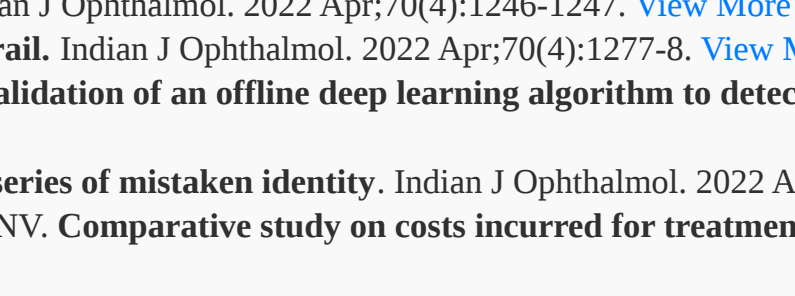 an J Ophthalmol. 2022 Apr;70(4):1246-1247. View More
rail. Indian J Ophthalmol. 2022 Apr;70(4):1277-8. View M
alidation of an offline deep learning algorithm to detec
series of mistaken identity. Indian J Ophthalmol. 2022 A
NV. Comparative study on costs incurred for treatmen